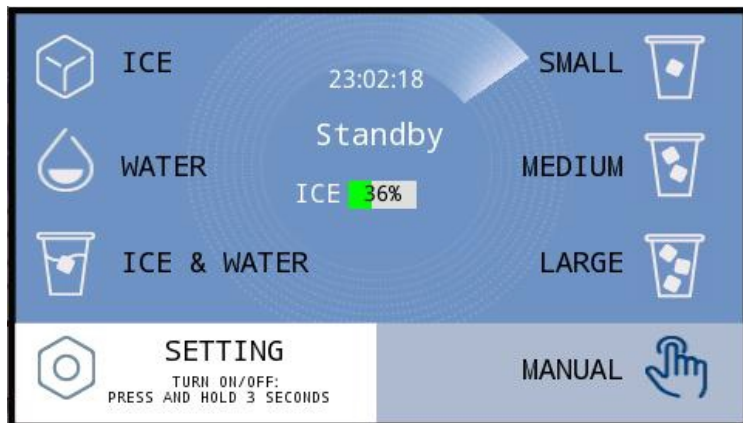 ICE
23:02:18
SMALL
Standby
WATER
MEDIUM
ICE 36%
ICE & WATER
LARGE
SETTING
TURN ON/OFF:
PRESS AND HOLD 3 SECONDS
MANUAL